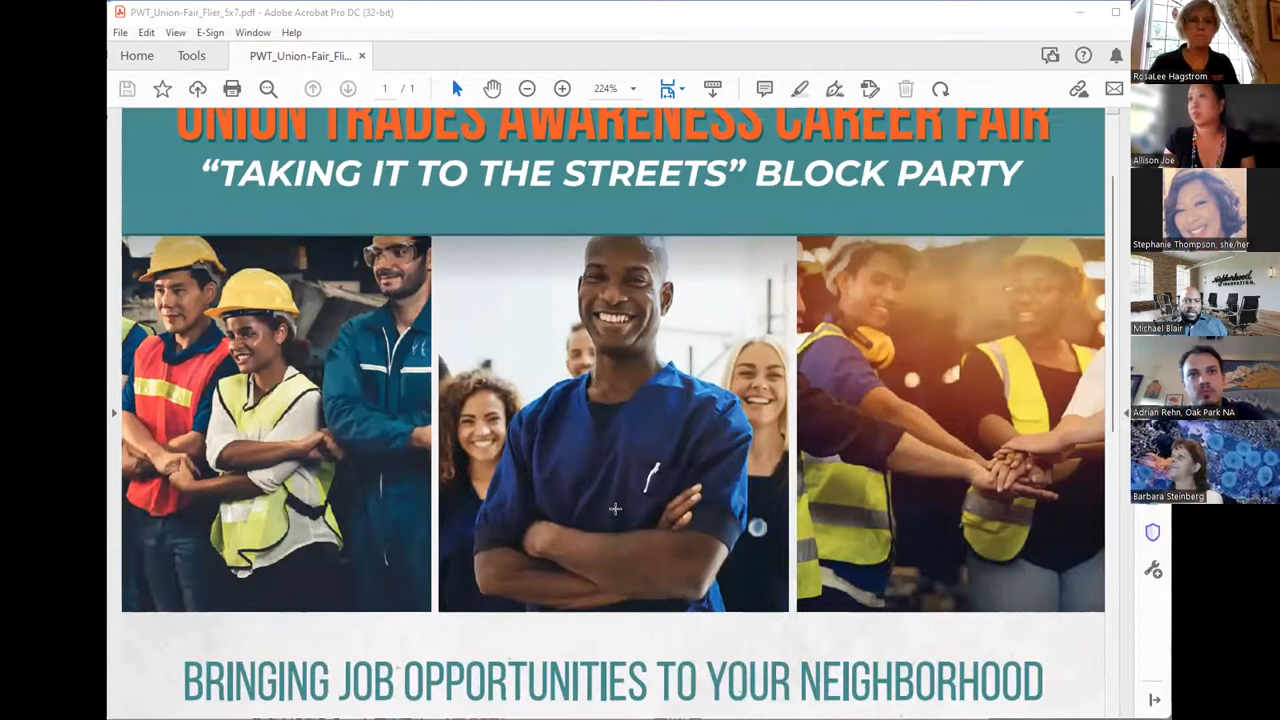 PWT_Union-Fair_Flier_5x7.pdf - Adobe Acrobat Pro DC (32-bit)
File Edit View E-Sign Window Help
Home Tools PWT_Union-Fair_Fli... ×
1 / 1 224%
UNION TRADES AWARENESS CAREER FAIR
“TAKING IT TO THE STREETS” BLOCK PARTY
BRINGING JOB OPPORTUNITIES TO YOUR NEIGHBORHOOD
RosaLee Hagstrom
Allison Joe
Stephanie Thompson, she/her
Neighborhood
INNOVATION
Michael Blair
Adrian Rehn, Oak Park NA
Barbara Steinberg